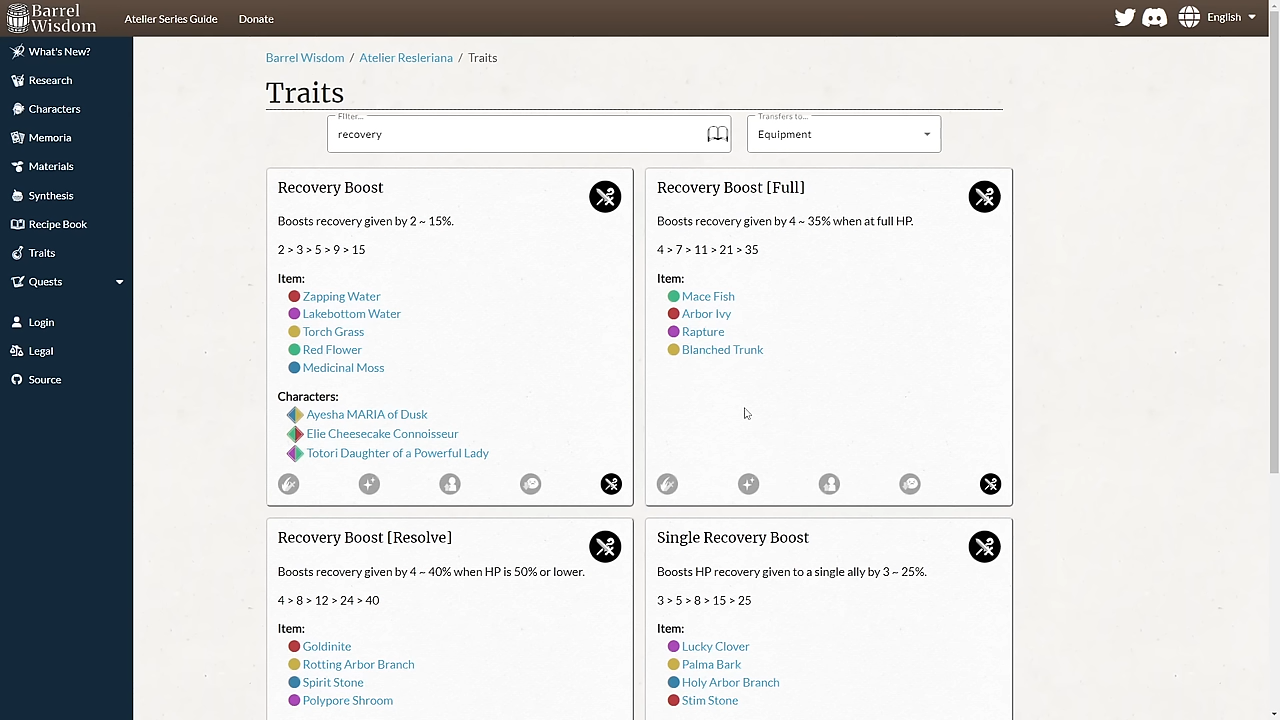 Barrel
Wisdom
Atelier Series Guide
Donate
English
What's New?
Research
Characters
Memoria
Materials
Synthesis
Recipe Book
Traits
Quests
Login
Legal
Source
Barrel Wisdom / Atelier Resleriana / Traits
Traits
Filter...
recovery
Transfers to...
Equipment
Recovery Boost
Boosts recovery given by 2 ~ 15%.
2 > 3 > 5 > 9 > 15
Item:
Zapping Water
Lakebottom Water
Torch Grass
Red Flower
Medicinal Moss
Characters:
Ayesha MARIA of Dusk
Elie Cheesecake Connoisseur
Totori Daughter of a Powerful Lady
Recovery Boost [Full]
Boosts recovery given by 4 ~ 35% when at full HP.
4 > 7 > 11 > 21 > 35
Item:
Mace Fish
Arbor Ivy
Rapture
Blanched Trunk
Recovery Boost [Resolve]
Boosts recovery given by 4 ~ 40% when HP is 50% or lower.
4 > 8 > 12 > 24 > 40
Item:
Goldinite
Rotting Arbor Branch
Spirit Stone
Polypore Shroom
Single Recovery Boost
Boosts HP recovery given to a single ally by 3 ~ 25%.
3 > 5 > 8 > 15 > 25
Item:
Lucky Clover
Palma Bark
Holy Arbor Branch
Stim Stone